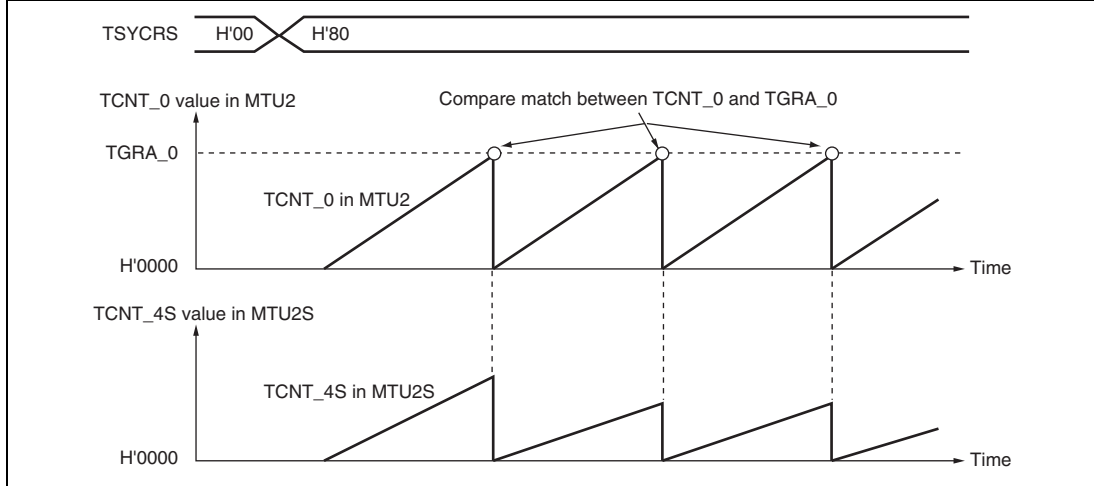 TSYCRS H'00 H'80
TCNT_0 value in MTU2 Compare match between TCNT_0 and TGRA_0
TGRA_0
TCNT_0 in MTU2
H'0000 Time
TCNT_4S value in MTU2S
TCNT_4S in MTU2S
H'0000 Time